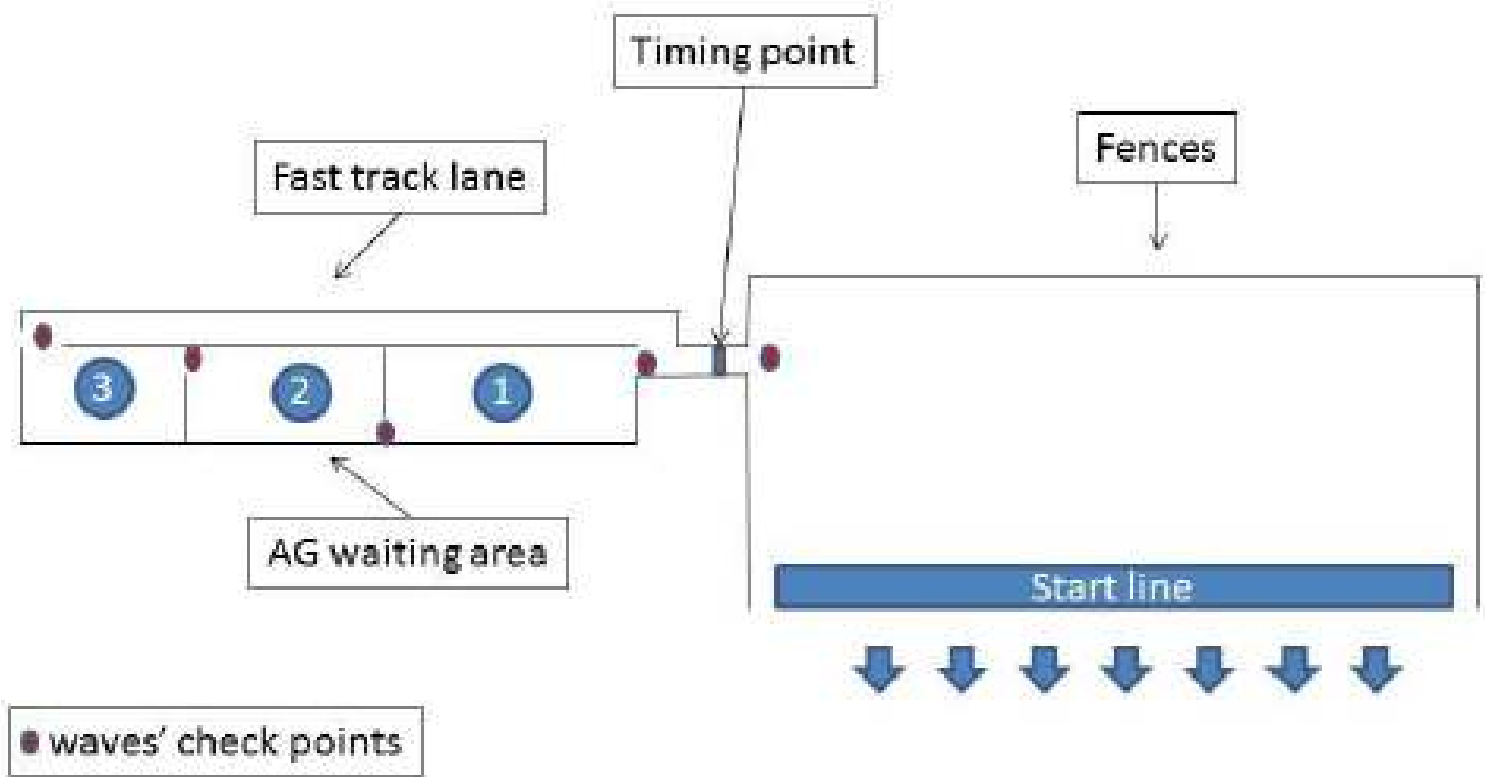 Timing point
Fences
Fast track lane
3
2
1
AG waiting area
Start line
waves’ check points